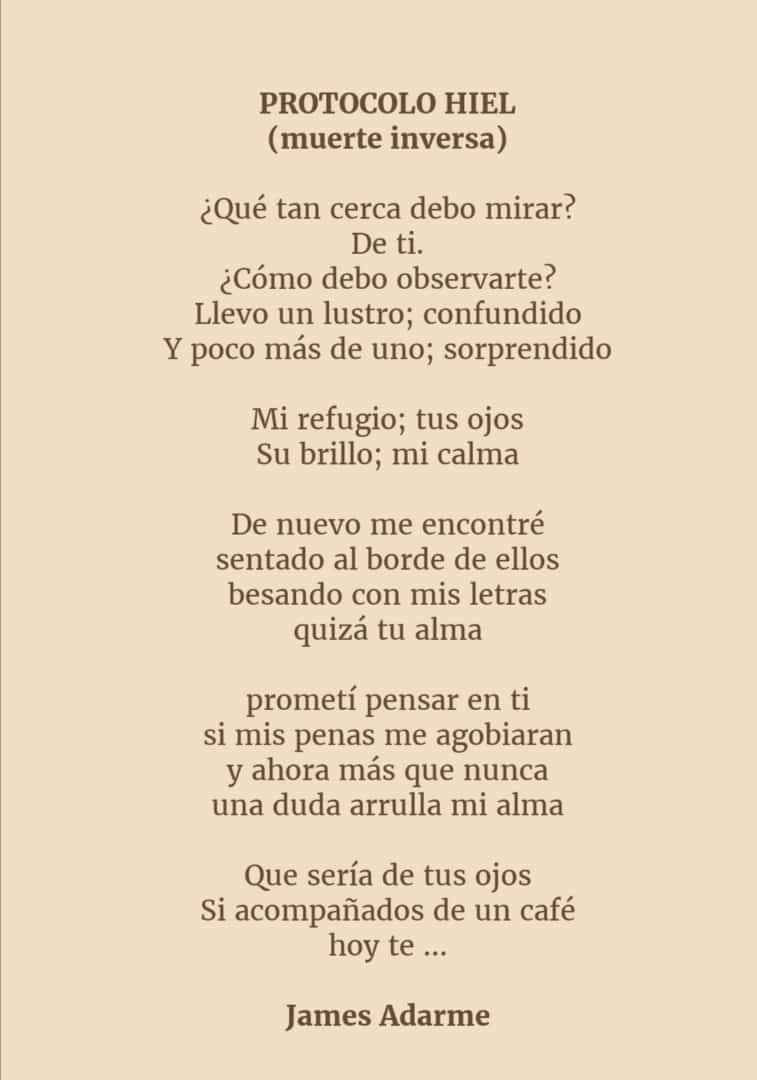 PROTOCOLO HIEL
(muerte inversa)
¿Qué tan cerca debo mirar?
De ti.
¿Cómo debo observarte?
Llevo un lustro; confundido
Y poco más de uno; sorprendido
Mi refugio; tus ojos
Su brillo; mi calma
De nuevo me encontré
sentado al borde de ellos
besando con mis letras
quizá tu alma
prometí pensar en ti
si mis penas me agobiaran
y ahora más que nunca
una duda arrulla mi alma
Que sería de tus ojos
Si acompañados de un café
hoy te ...
James Adarme